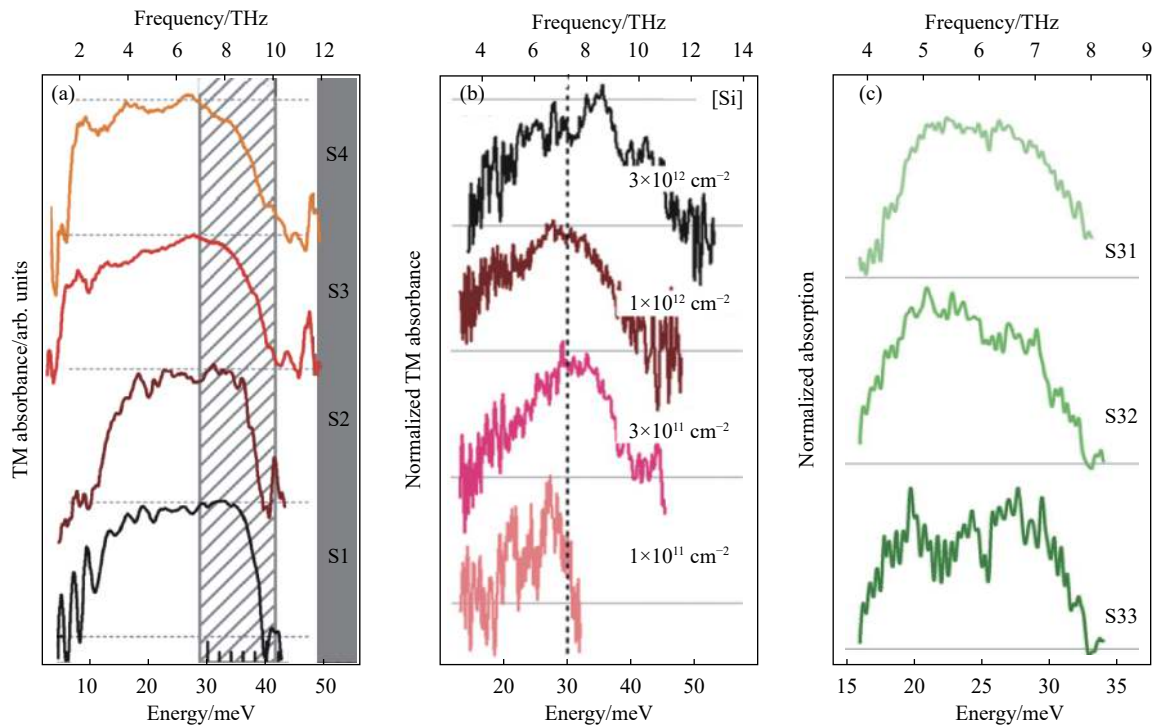 Frequency/THz
2 4 6 8 10 12
(a)
S4
S3
S2
S1
TM absorbance/arb. units
10 20 30 40 50
Energy/meV
Frequency/THz
4 6 8 10 12 14
(b)
[Si]
3×10¹² cm⁻²
1×10¹² cm⁻²
3×10¹¹ cm⁻²
1×10¹¹ cm⁻²
Normalized TM absorbance
20 30 40 50
Energy/meV
Frequency/THz
4 5 6 7 8 9
(c)
S31
S32
S33
Normalized absorption
15 20 25 30 35
Energy/meV